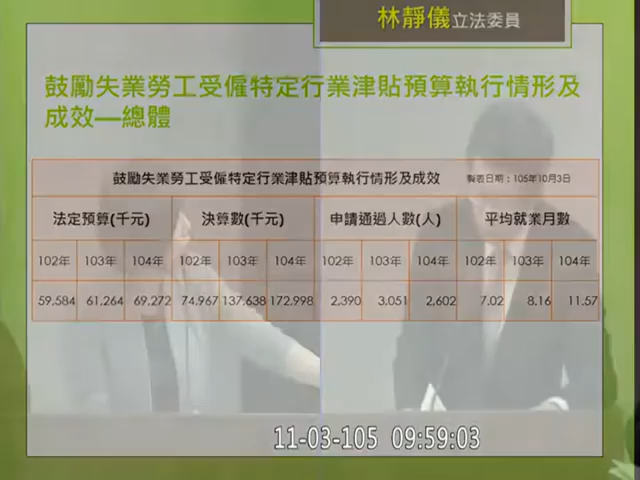 林靜儀立法委員
鼓勵失業勞工受僱特定行業津貼預算執行情形及
成效—總體
鼓勵失業勞工受僱特定行業津貼預算執行情形及成效 製表日期：105年10月3日
法定預算(千元) 決算數(千元) 申請通過人數(人) 平均就業月數
102年 103年 104年 102年 103年 104年 102年 103年 104年 102年 103年 104年
59,584 61,264 69,272 74,967 137,638 172,998 2,390 3,051 2,602 7.02 8.16 11.57
11-03-105 09:59:03